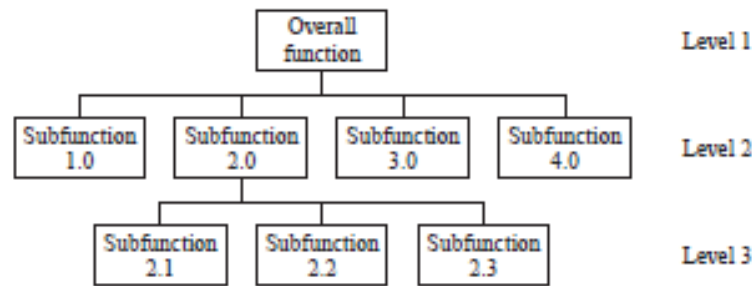 Overall
function
Level 1
Subfunction
1.0
Subfunction
2.0
Subfunction
3.0
Subfunction
4.0
Level 2
Subfunction
2.1
Subfunction
2.2
Subfunction
2.3
Level 3